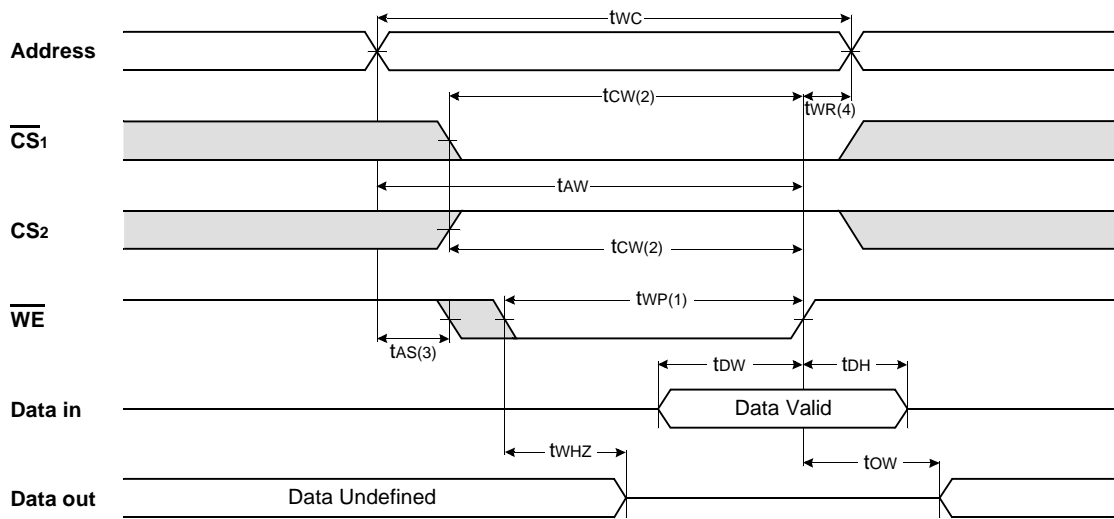 tWC
Address
tCW(2)
tWR(4)
CS1
tAW
CS2
tCW(2)
tWP(1)
WE
tAS(3)
tDW
tDH
Data in
Data Valid
tWHZ
tOW
Data out
Data Undefined